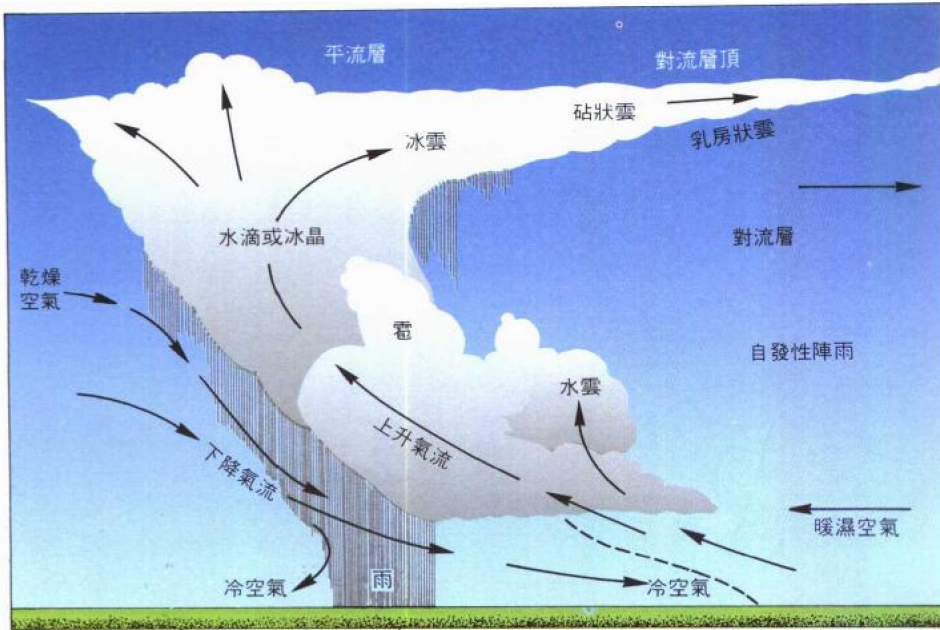 平流層
對流層頂
砧狀雲
乳房狀雲
冰雲
水滴或冰晶
對流層
乾燥
空氣
雹
自發性陣雨
水雲
上升氣流
下降氣流
暖濕空氣
冷空氣
雨
冷空氣